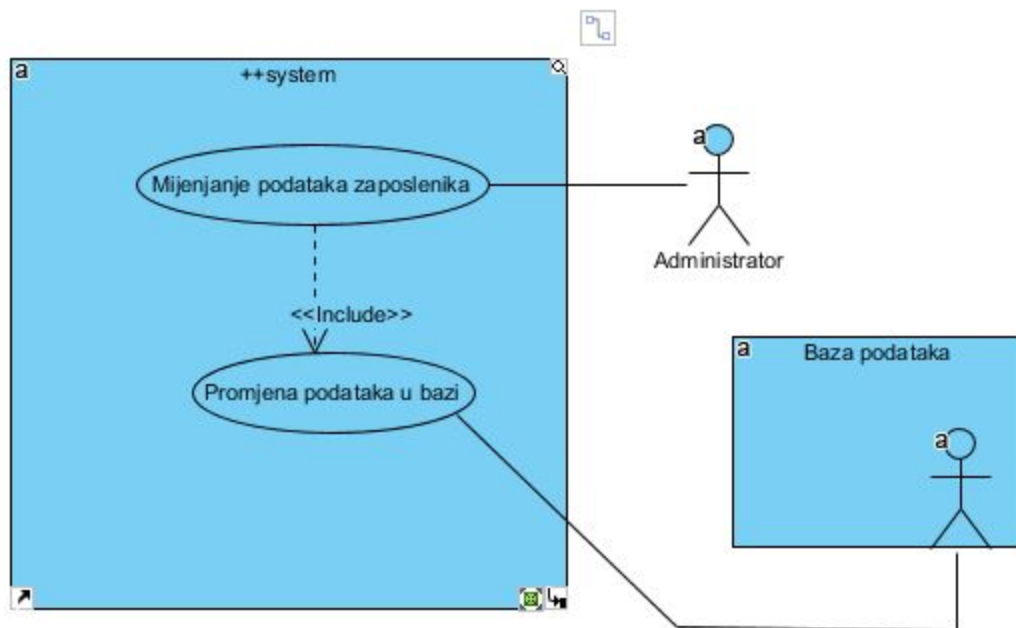 a
++system
Mijenjanje podataka zaposlenika
a
Administrator
<<Include>>
Promjena podataka u bazi
a
Baza podataka
a